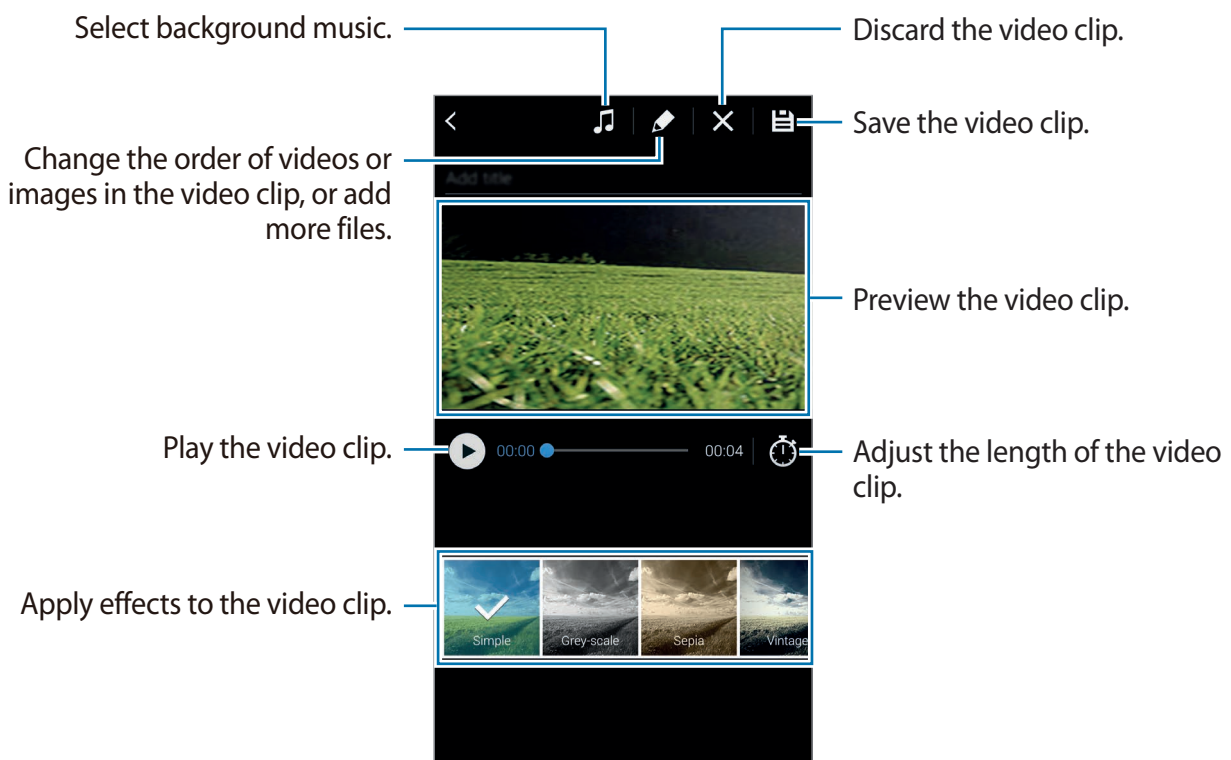 Select background music.
Discard the video clip.
Save the video clip.
Change the order of videos or
images in the video clip, or add
more files.
Add title
Preview the video clip.
Play the video clip.
00:00
00:04
Adjust the length of the video
clip.
Apply effects to the video clip.
Simple
Grey-scale
Sepia
Vintage